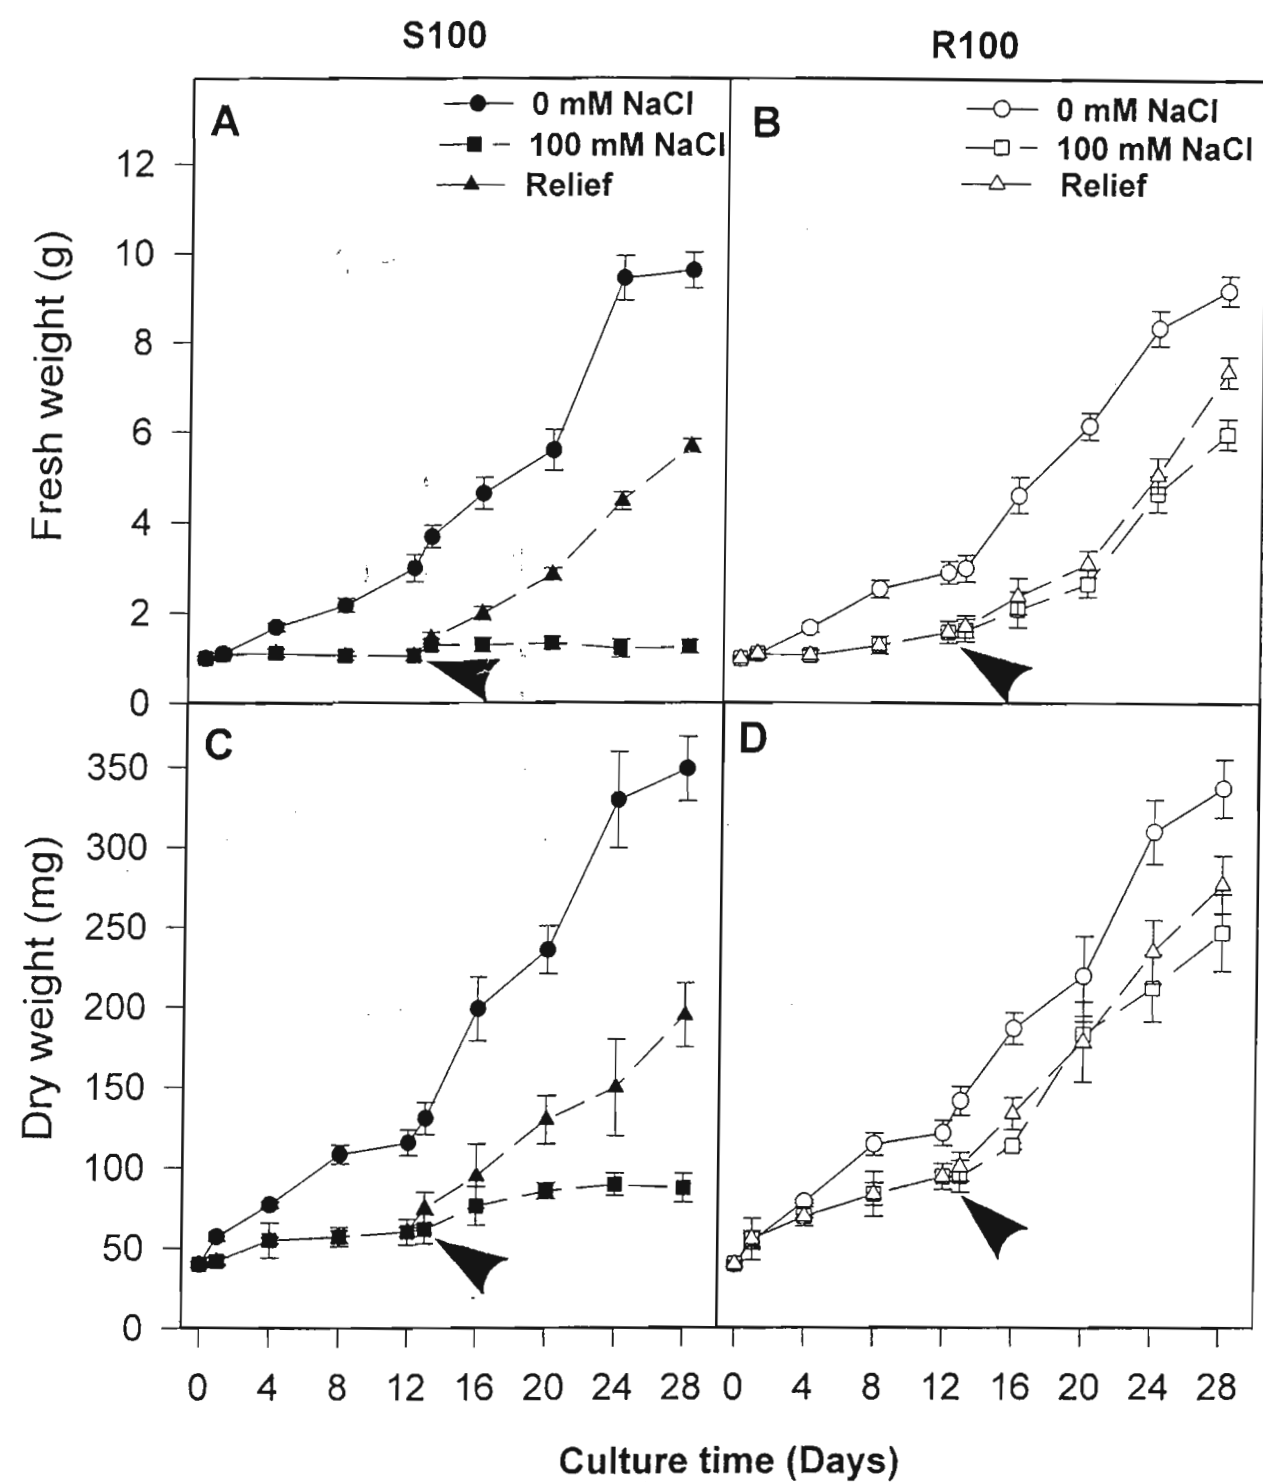 S100
R100
A
0 mM NaCl
100 mM NaCl
Relief
B
0 mM NaCl
100 mM NaCl
Relief
Fresh weight (g)
12
10
8
6
4
2
0
C
D
Dry weight (mg)
350
300
250
200
150
100
50
0
0 4 8 12 16 20 24 28 0 4 8 12 16 20 24 28
Culture time (Days)